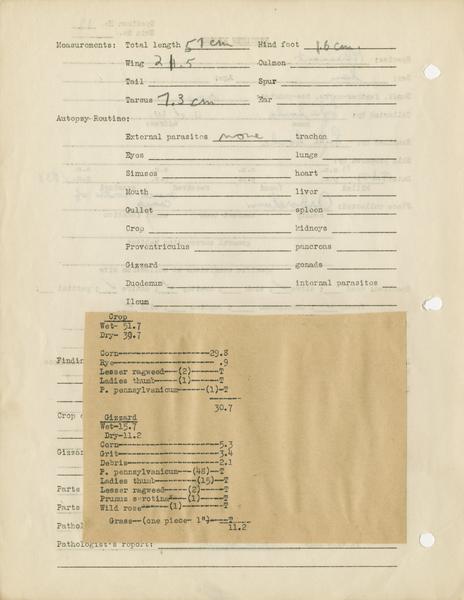 Measurements: Total length 51 cm Hind foot 16 cm.
Wing 21.5 Culmen
Tail Spur
Tarsus 7.3 cm Ear
Autopsy-Routine:
External parasites none trachea
Eyes lungs
Sinuses heart
Mouth liver
Gullet spleen
Crop kidneys
Proventriculus pancreas
Gizzard gonads
Duodenum internal parasites
Ileum
Crop
Wet- 51.7
Dry- 39.7
Corn 29.8
Rye .9
Lesser ragweed---(2)---T
Ladies thumb---(1)---T
P. pennsylvanicum---(1)-T
30.7
Gizzard
Wet-15.7
Dry-11.2
Corn 5.3
Grit 3.4
Debris 2.1
P. pennsylvanicum---(48)--T
Ladies thumb---(15)--T
Lesser ragweed---(2)---T
Prunus serotina--(1)---T
Wild rose---(1)---T
Grass--(one piece- 1")---T
11.2
Findin
Crop
Gizza
Parts
Parts
Pathol
Pathologist's report: